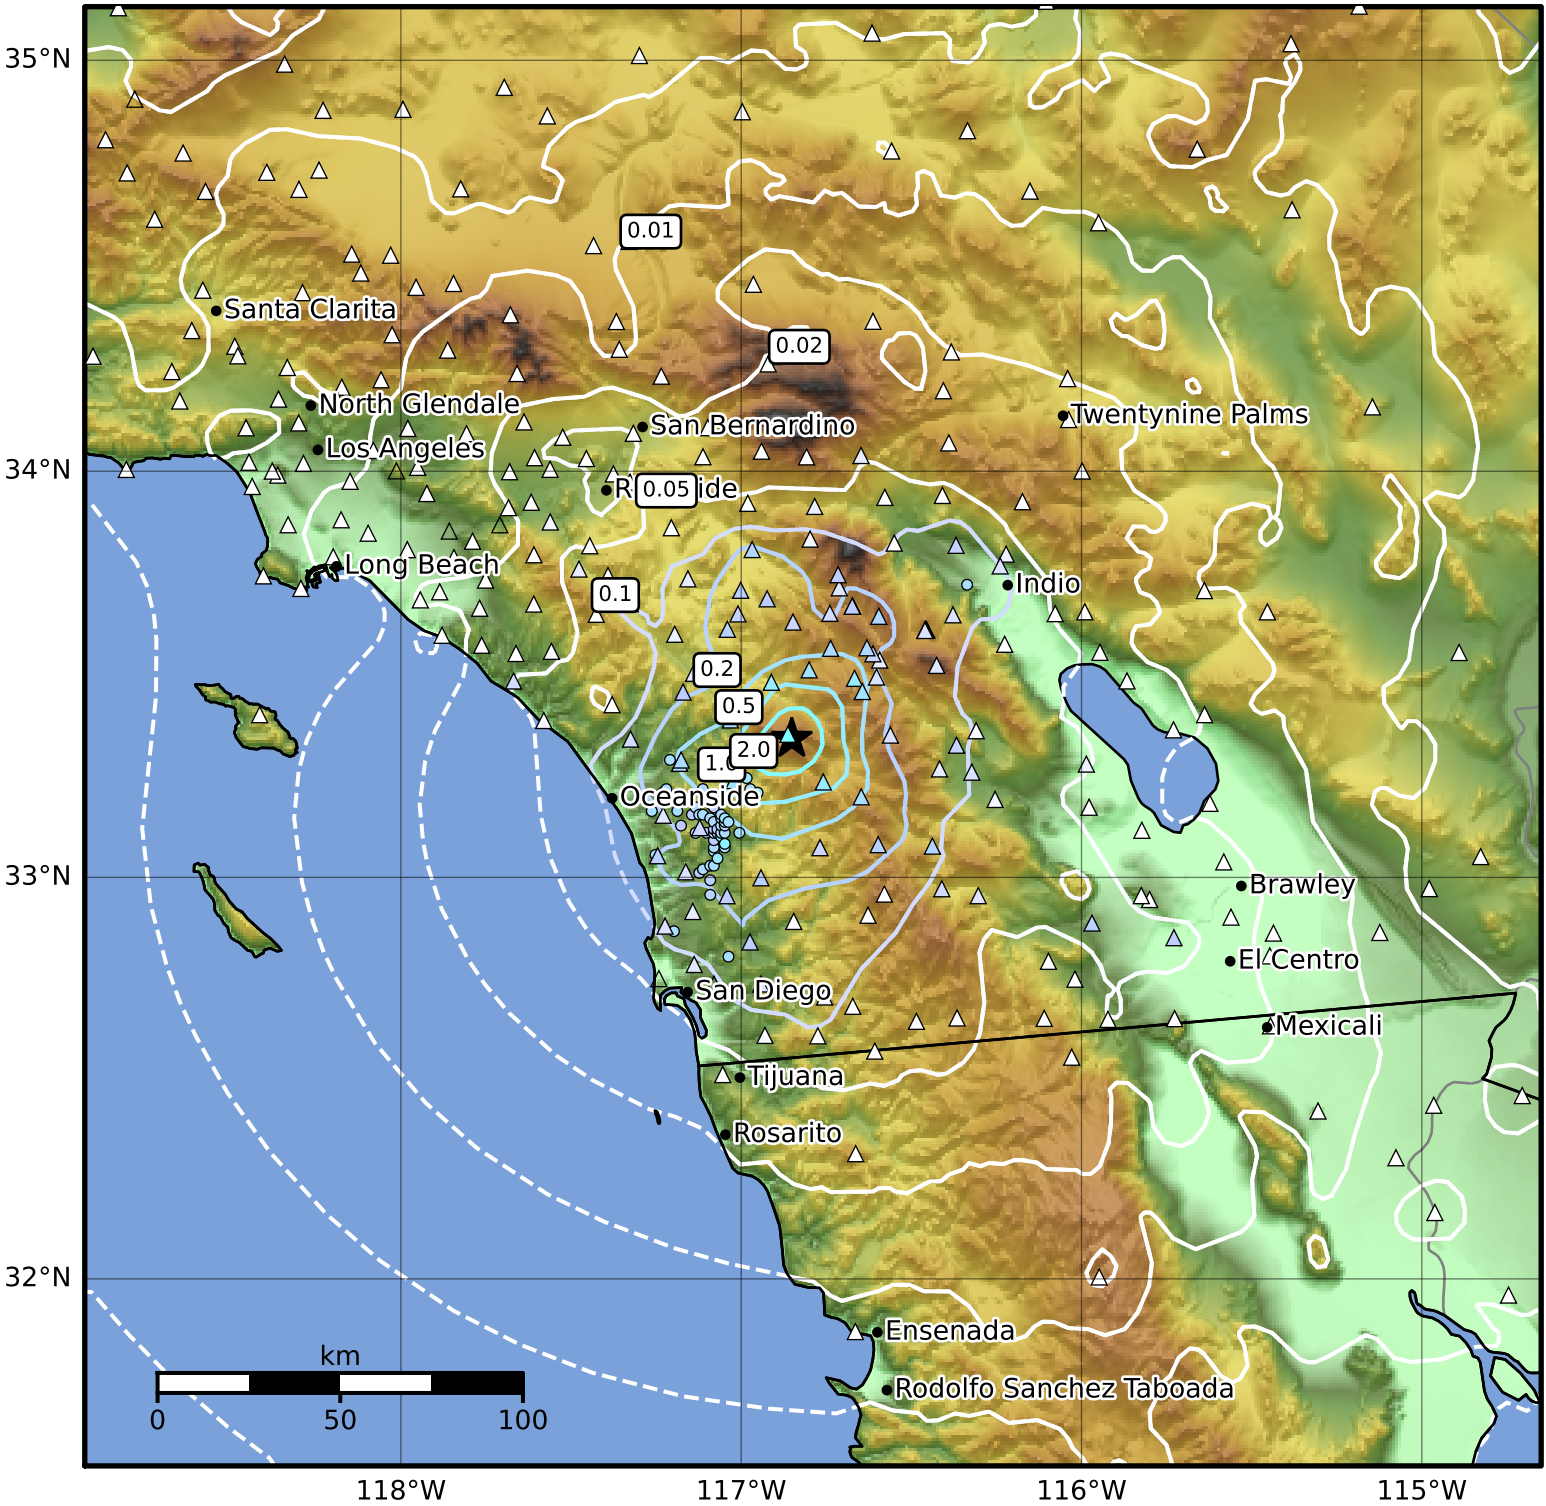 35°N
0.01
Santa Clarita
0.02
North Glendale
Twentynine Palms
San Bernardino
Los Angeles
34°N
0.05
Long Beach
Indio
0.1
0.2
0.5
2.0
Oceanside
33°N
Brawley
El Centro
San Diego
Mexicali
Tijuana
Rosarito
32°N
Ensenada
km
Rodolfo Sanchez Taboada
0 50 100
118°W 117°W 116°W 115°W